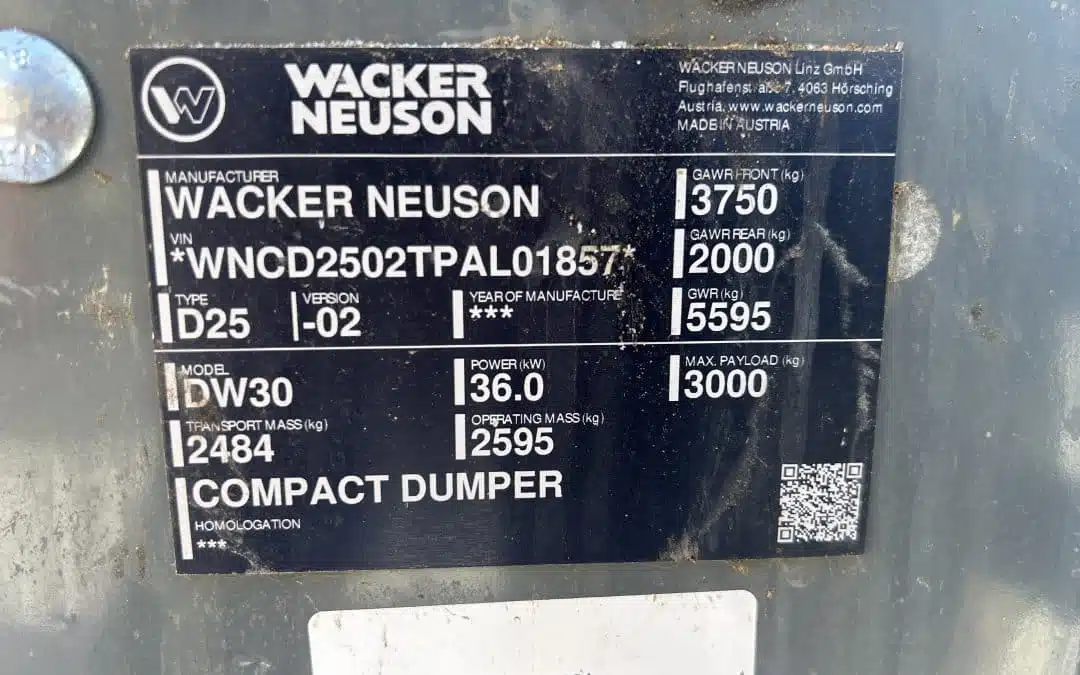 WACKER
NEUSON
WACKER NEUSON Linz GmbH
Flughafenstraße 7, 4063 Hörsching
Austria, www.wackerneuson.com
MADE IN AUSTRIA
MANUFACTURER
WACKER NEUSON
VIN
*WNCD2502TPAL01857*
TYPE
D25
VERSION
-02
YEAR OF MANUFACTURE
***
GAWR FRONT (kg)
3750
GAWR REAR (kg)
2000
GWR (kg)
5595
MODEL
DW30
POWER (kW)
36.0
MAX. PAYLOAD (kg)
3000
TRANSPORT MASS (kg)
2484
OPERATING MASS (kg)
2595
COMPACT DUMPER
HOMOLOGATION
***